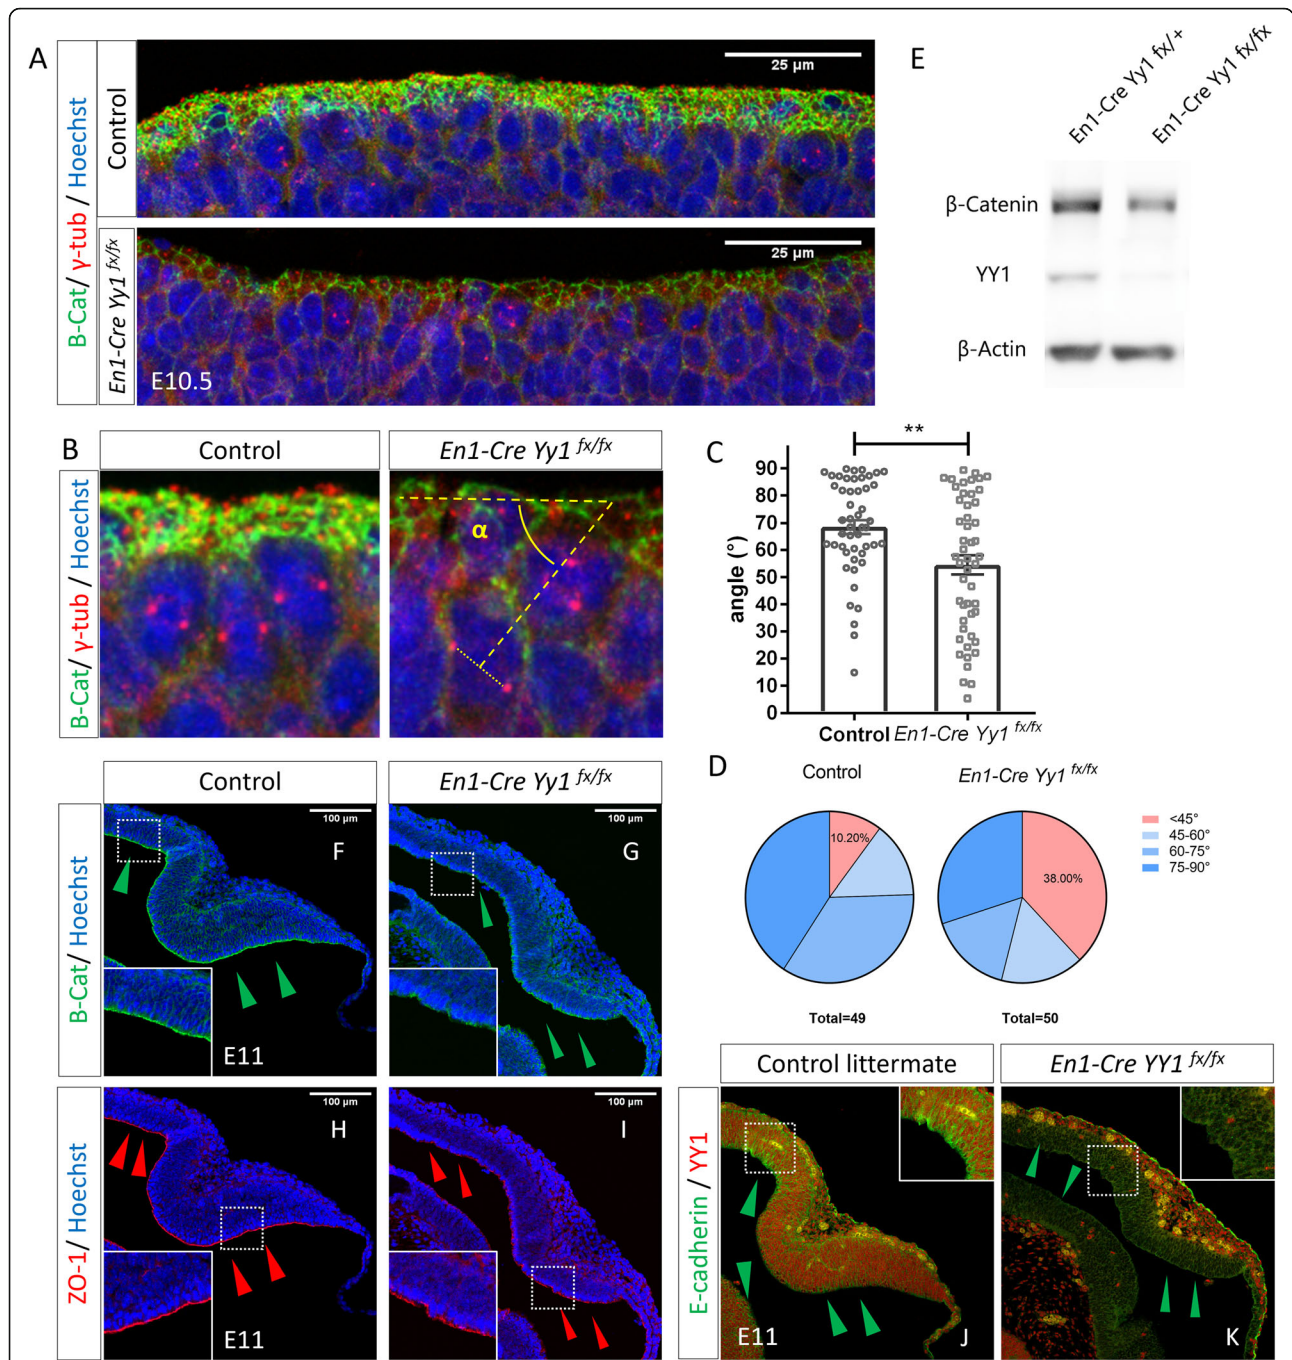 A
B-Cat/ γ-tub / Hoechst
Control
25 µm
En1-Cre Yy1 fx/fx
25 µm
E10.5
E
En1-Cre Yy1 fx/+
En1-Cre Yy1 fx/fx
β-Catenin
YY1
β-Actin
B
Control
En1-Cre Yy1 fx/fx
B-Cat/ γ-tub / Hoechst
α
C
**
angle (°)
90
80
70
60
50
40
30
20
10
0
Control
En1-Cre Yy1 fx/fx
D
Control
En1-Cre Yy1 fx/fx
10.20%
38.00%
<45°
45-60°
60-75°
75-90°
Total=49
Total=50
Control
En1-Cre Yy1 fx/fx
B-Cat/ Hoechst
100 µm
F
E11
100 µm
G
ZO-1/ Hoechst
100 µm
H
E11
100 µm
I
Control littermate
En1-Cre YY1 fx/fx
E-cadherin / YY1
E11
J
K